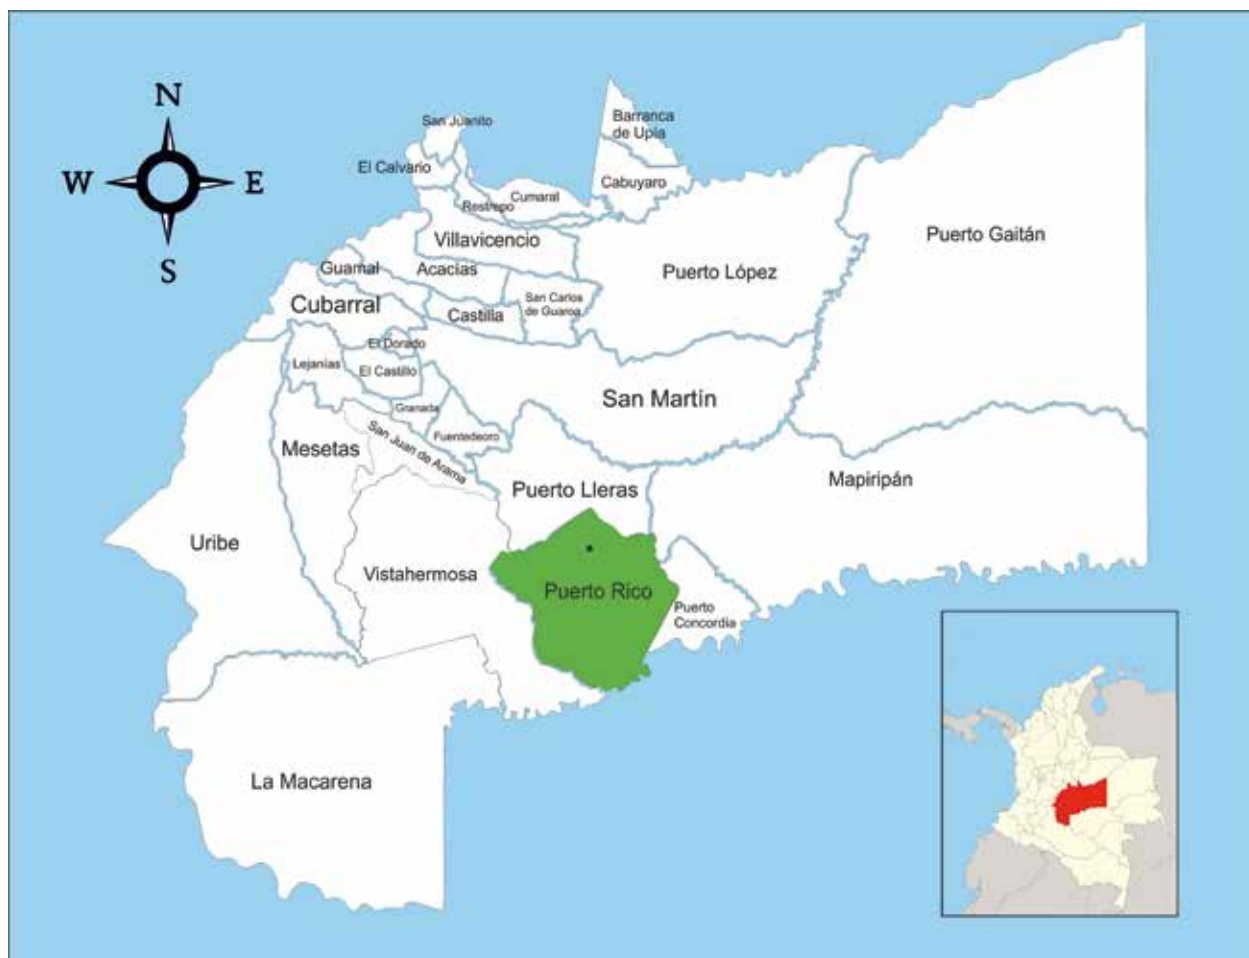 N
W
E
S
San Juanito
Barranca
de Upía
El Calvario
Cabuyaro
Restrepo
Cumaral
Villavicencio
Puerto Gaitán
Guamal
Acacías
Puerto López
Cubarral
Castilla
San Carlos
de Guaroa
El Dorado
Lejanías
El Castillo
San Martín
Granada
Fuentedeoro
Mesetas
San Juan de Arama
Mapiripán
Puerto Lleras
Uribe
Vistahermosa
Puerto Rico
Puerto
Concordia
La Macarena